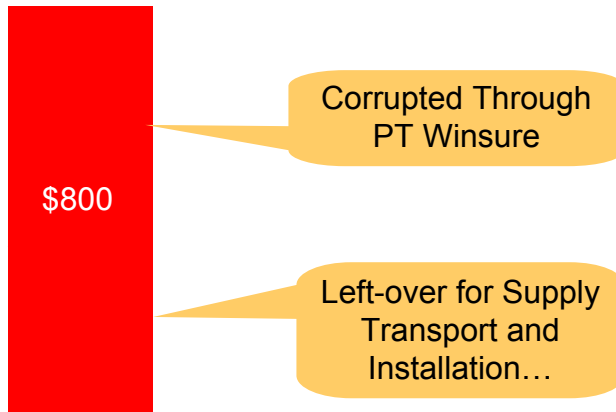 Corrupted Through
PT Winsure
$800
Left-over for Supply
Transport and
Installation…